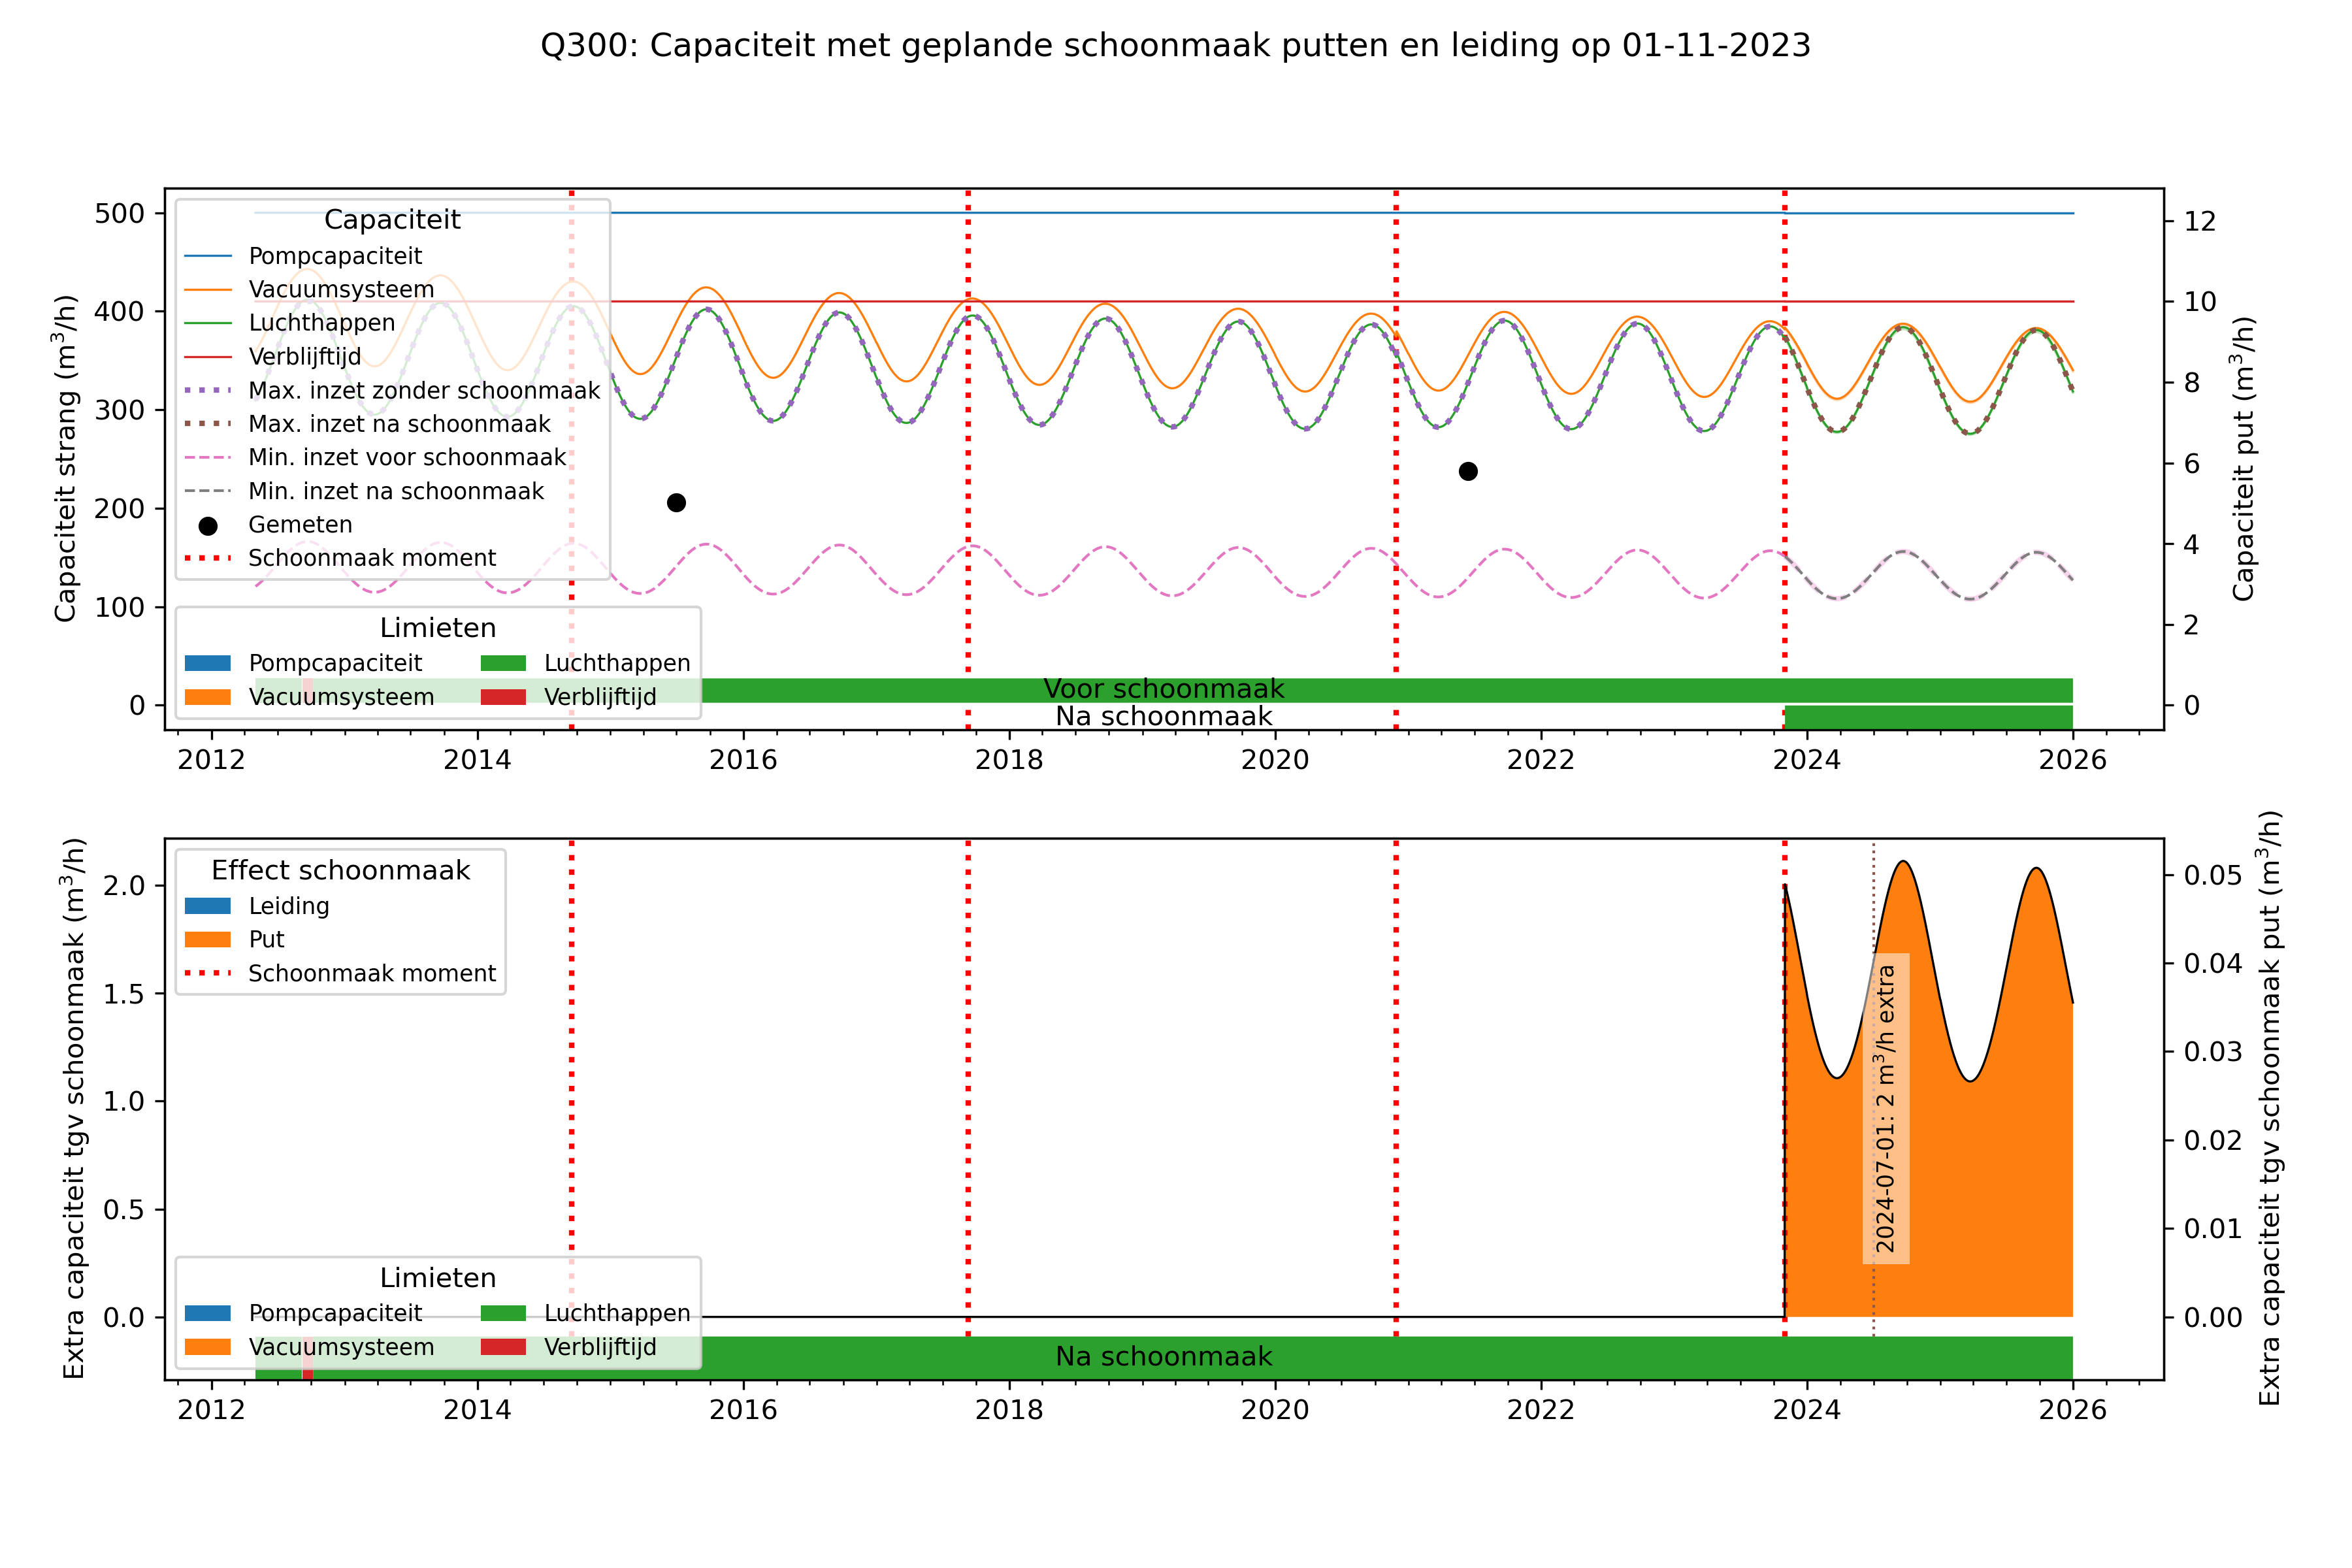 Q300: Capaciteit met geplande schoonmaak putten en leiding op 01-11-2023
Capaciteit strang (m³/h)
500
400
300
200
100
0
Capaciteit
Pompcapaciteit
Vacuumsysteem
Luchthappen
Verblijftijd
Max. inzet zonder schoonmaak
Max. inzet na schoonmaak
Min. inzet voor schoonmaak
Min. inzet na schoonmaak
Gemeten
Schoonmaak moment
Limieten
Pompcapaciteit Luchthappen
Vacuumsysteem Verblijftijd
Voor schoonmaak
Na schoonmaak
12
10
8
6
4
2
0
Capaciteit put (m³/h)
2012 2014 2016 2018 2020 2022 2024 2026
Extra capaciteit tgv schoonmaak (m³/h)
2.0
1.5
1.0
0.5
0.0
Effect schoonmaak
Leiding
Put
Schoonmaak moment
2024-07-01: 2 m³/h extra
Limieten
Pompcapaciteit Luchthappen
Vacuumsysteem Verblijftijd
Na schoonmaak
0.05
0.04
0.03
0.02
0.01
0.00
Extra capaciteit tgv schoonmaak put (m³/h)
2012 2014 2016 2018 2020 2022 2024 2026